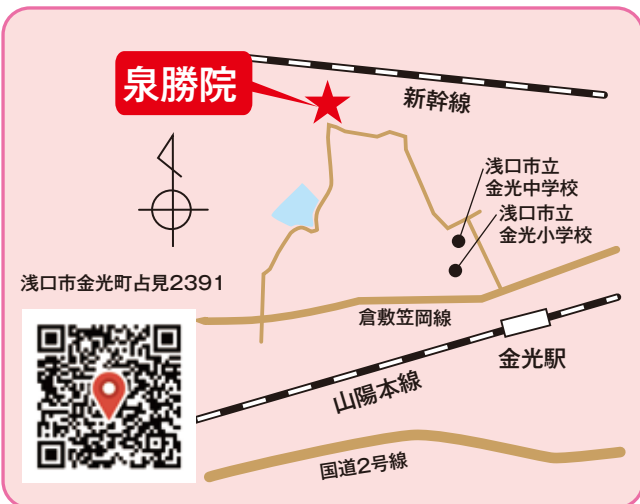 泉勝院
新幹線
浅口市立
金光中学校
浅口市立
金光小学校
浅口市金光町占見2391
倉敷笠岡線
金光駅
山陽本線
国道2号線